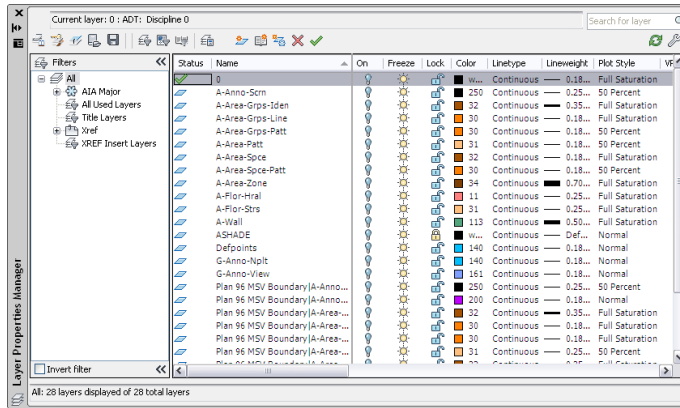 Current layer: 0 : ADT: Discipline 0
Search for layer
Filters
All
AIA Major
All Used Layers
Title Layers
Xref
XREF Insert Layers
Invert filter
Status Name On Freeze Lock Color Linetype Lineweight Plot Style
0 w... Continuous 0.18... Full Saturation
A-Anno-Scrn 250 Continuous 0.25... 50 Percent
A-Area-Grps-Iden 32 Continuous 0.35... Full Saturation
A-Area-Grps-Line 30 Continuous 0.18... Full Saturation
A-Area-Grps-Patt 30 Continuous 0.18... 50 Percent
A-Area-Patt 31 Continuous 0.18... 50 Percent
A-Area-Spce 32 Continuous 0.18... Full Saturation
A-Area-Spce-Patt 30 Continuous 0.18... 50 Percent
A-Area-Zone 34 Continuous 0.70... Full Saturation
A-Flor-Hral 11 Continuous 0.25... Full Saturation
A-Flor-Strs 31 Continuous 0.25... Full Saturation
A-Wall 113 Continuous 0.50... Full Saturation
ASHADE w... Continuous Def... Normal
Defpoints 140 Continuous 0.18... Normal
G-Anno-Nplt 140 Continuous 0.18... Normal
G-Anno-View 161 Continuous 0.18... Normal
Plan 96 MSV Boundary|A-Anno... 250 Continuous 0.25... 50 Percent
Plan 96 MSV Boundary|A-Anno... 200 Continuous 0.18... Normal
Plan 96 MSV Boundary|A-Area-... 32 Continuous 0.35... Full Saturation
Plan 96 MSV Boundary|A-Area-... 30 Continuous 0.18... Full Saturation
Plan 96 MSV Boundary|A-Area-... 30 Continuous 0.18... Full Saturation
Plan 96 MSV Boundary|A-Area-... 31 Continuous 0.25... 50 Percent
All: 28 layers displayed of 28 total layers
Layer Properties Manager